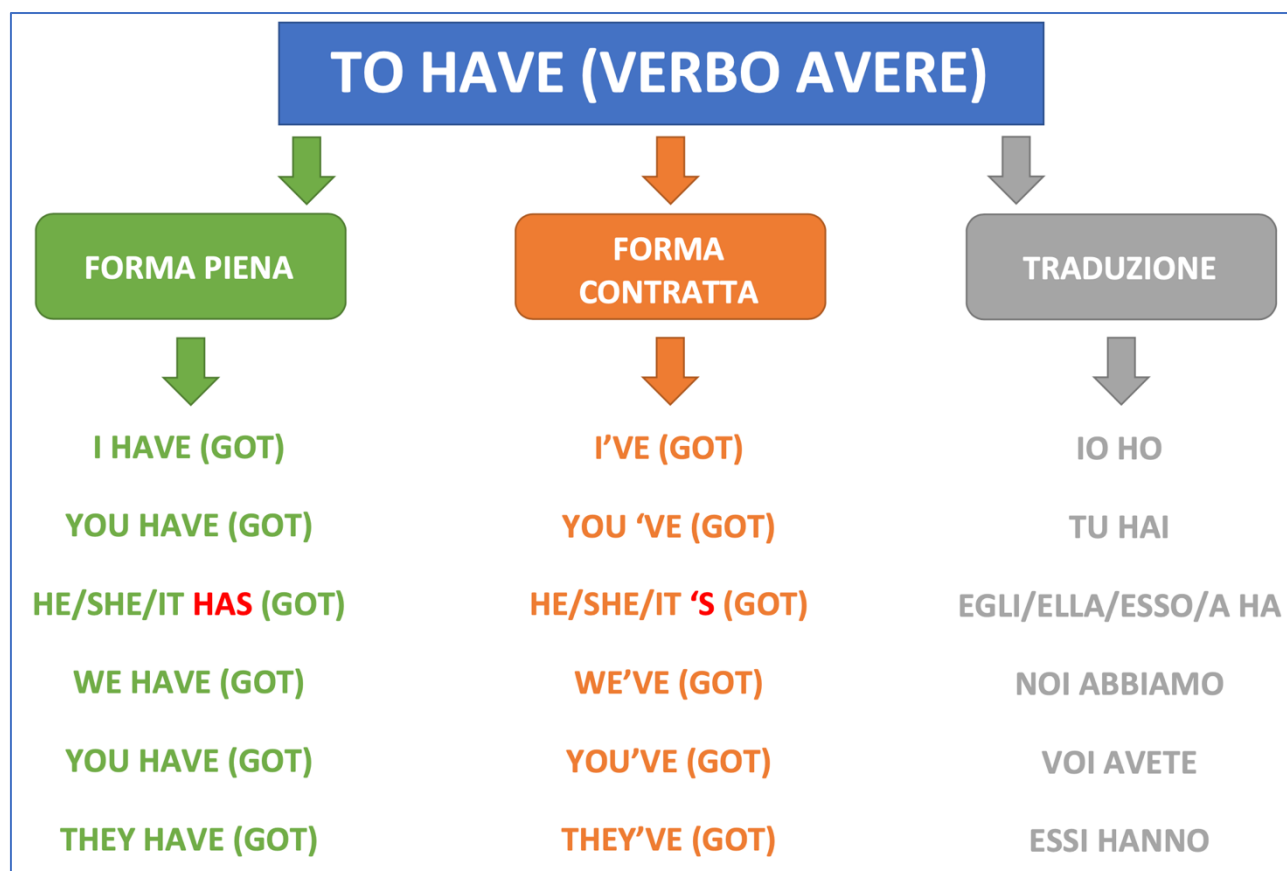 TO HAVE (VERBO AVERE)
FORMA PIENA
FORMA
CONTRATTA
TRADUZIONE
I HAVE (GOT)
I’VE (GOT)
IO HO
YOU HAVE (GOT)
YOU ‘VE (GOT)
TU HAI
HE/SHE/IT HAS (GOT)
HE/SHE/IT ‘S (GOT)
EGLI/ELLA/ESSO/A HA
WE HAVE (GOT)
WE’VE (GOT)
NOI ABBIAMO
YOU HAVE (GOT)
YOU’VE (GOT)
VOI AVETE
THEY HAVE (GOT)
THEY’VE (GOT)
ESSI HANNO